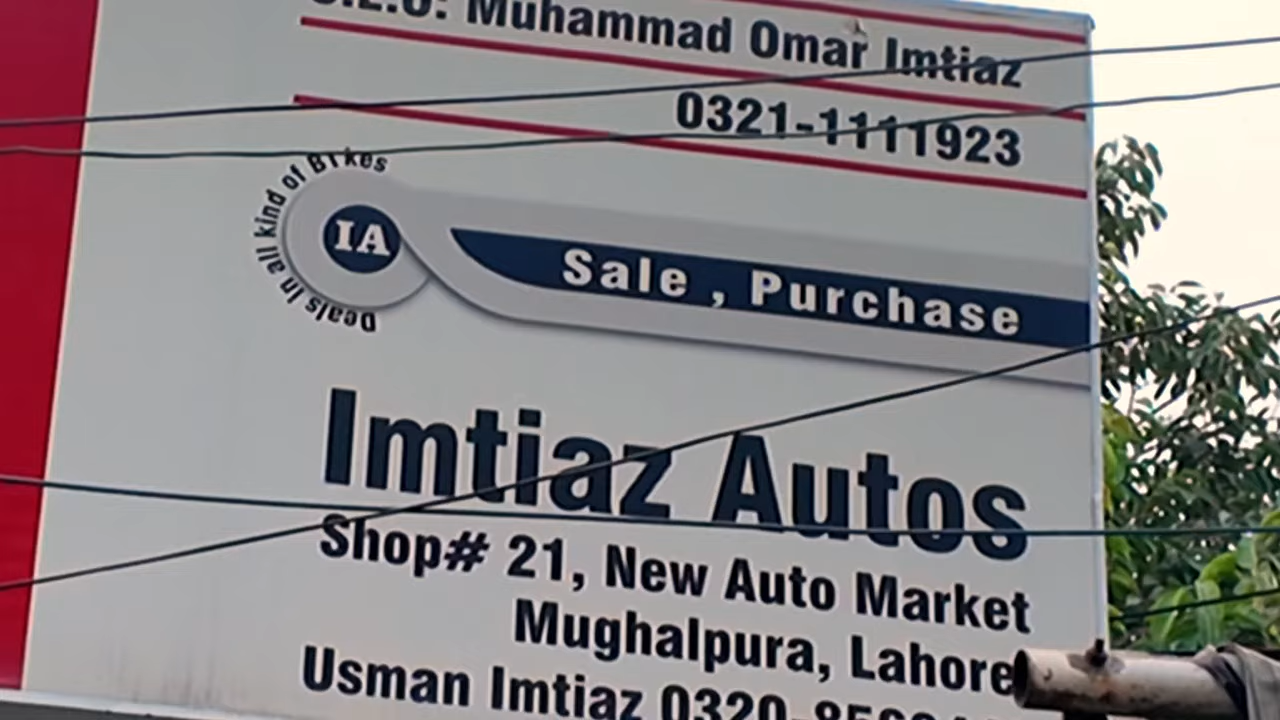 C.E.O: Muhammad Omar Imtiaz
0321-1111923
Deals in all kind of Bikes
IA
Sale , Purchase
Imtiaz Autos
Shop# 21, New Auto Market
Mughalpura, Lahore
Usman Imtiaz 0320-